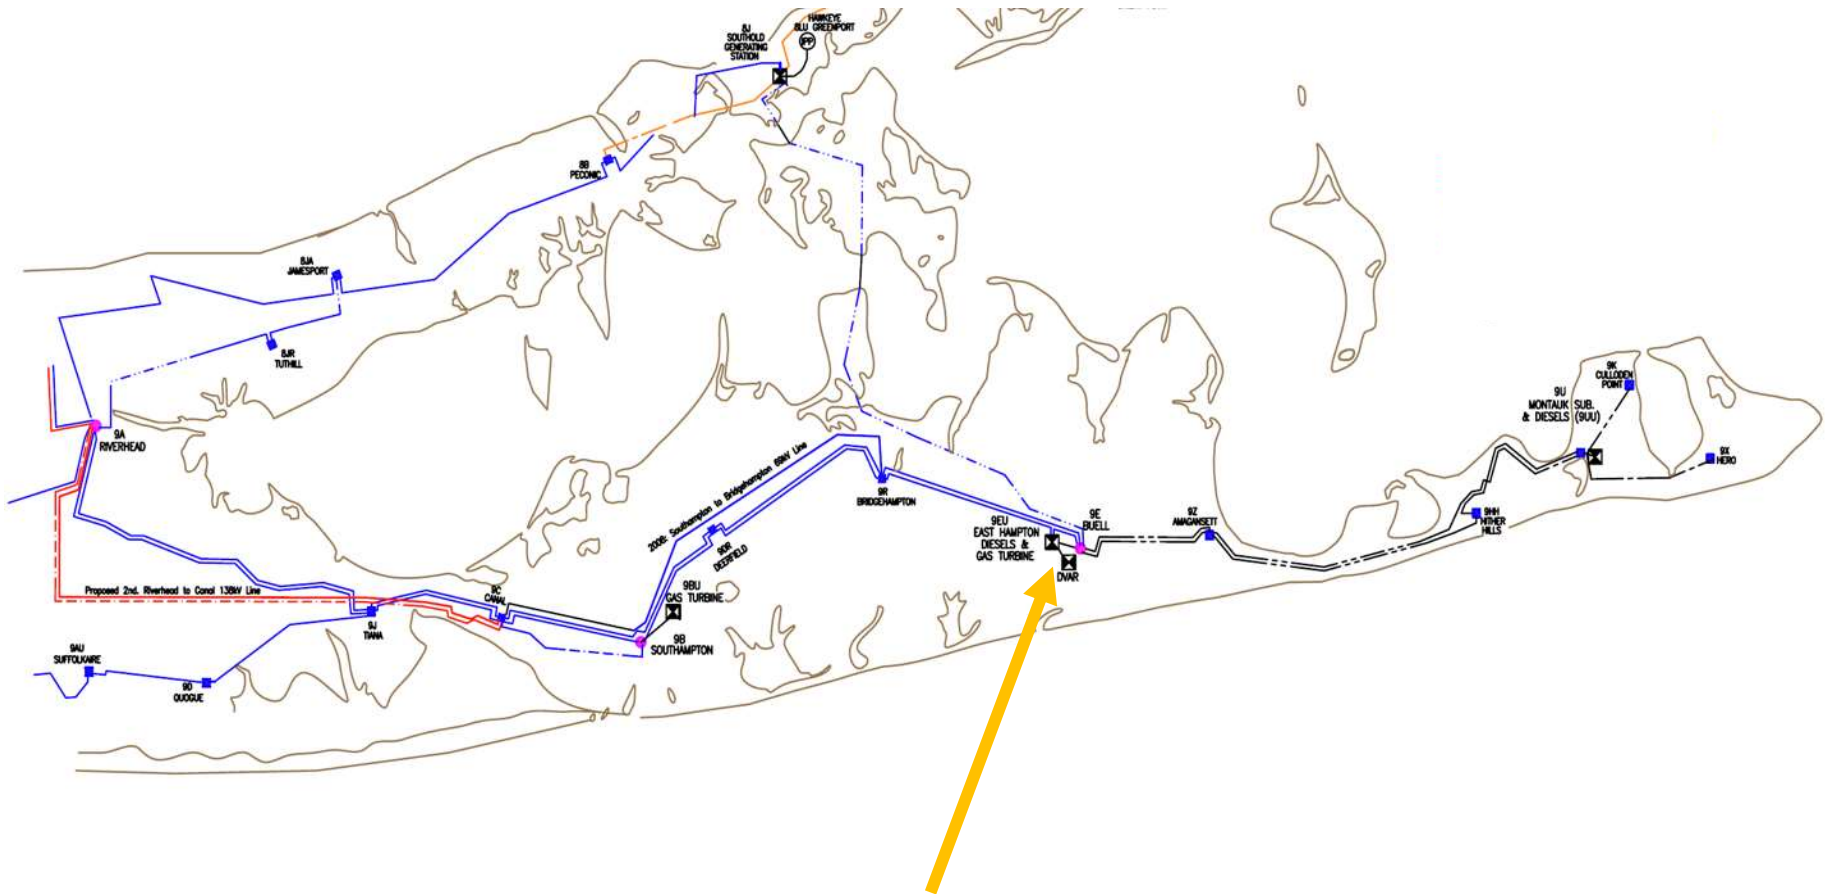 HAWKEYE
8LU GREENPORT
IPP
8J
SOUTHOLD
GENERATING
STATION
8B
PECONIC
8JA
JAMESPORT
8JR
TUTHILL
9A
RIVERHEAD
9K
CULLODEN
POINT
9U
MONTAUK SUB.
& DIESELS (9UU)
9X
HERO
2008: Southampton to Bridgehampton 69kV Line
9R
BRIDGEHAMPTON
9EU
EAST HAMPTON
DIESELS &
GAS TURBINE
9E
BUELL
9Z
AMAGANSETT
9HH
HITHER
HILLS
9DR
DEERFIELD
DVAR
Proposed 2nd. Riverhead to Canal 138kV Line
9C
CANAL
9BU
GAS TURBINE
9J
TIANA
9B
SOUTHAMPTON
9AU
SUFFOLKAIRE
9D
QUOGUE